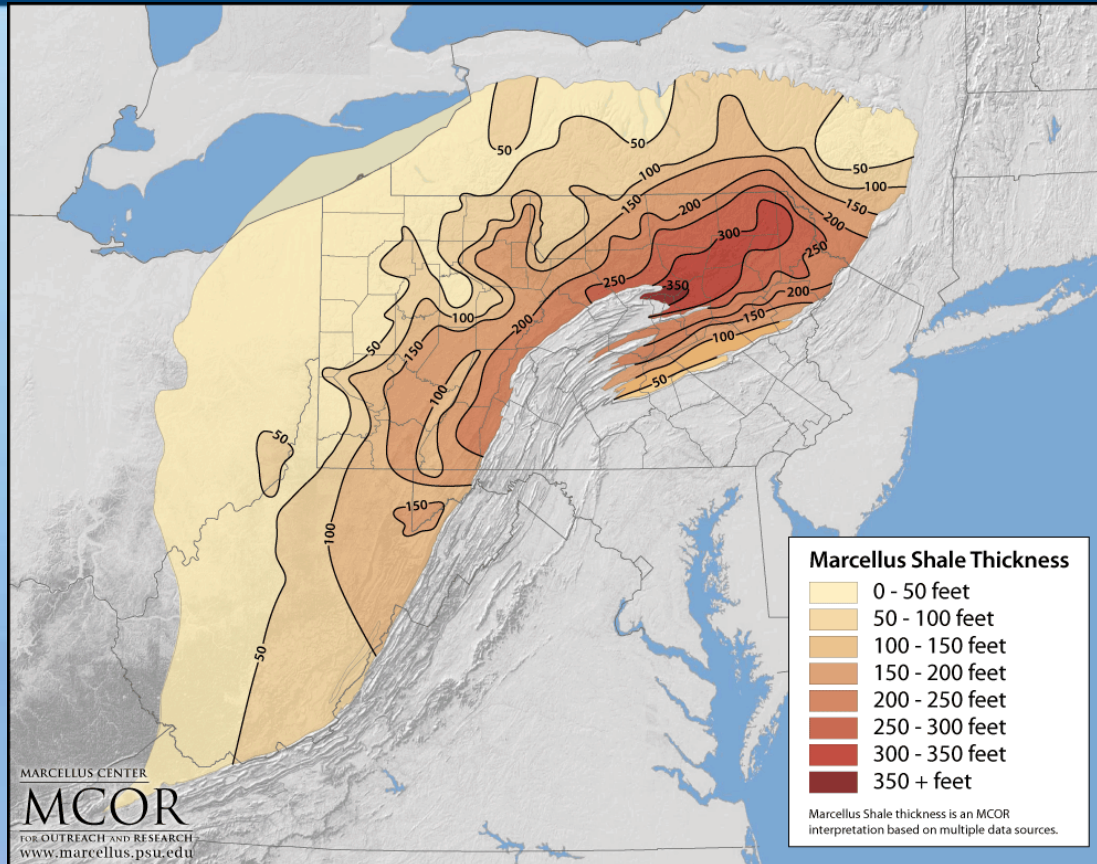 50
50
100
50
100
150
150
200
200
300
250
250
350
200
150
100
50
200
100
50
150
100
50
150
100
50
Marcellus Shale Thickness
0 - 50 feet
50 - 100 feet
100 - 150 feet
150 - 200 feet
200 - 250 feet
250 - 300 feet
300 - 350 feet
350 + feet
Marcellus Shale thickness is an MCOR
interpretation based on multiple data sources.
MARCELLUS CENTER
MCOR
FOR OUTREACH AND RESEARCH
www.marcellus.psu.edu